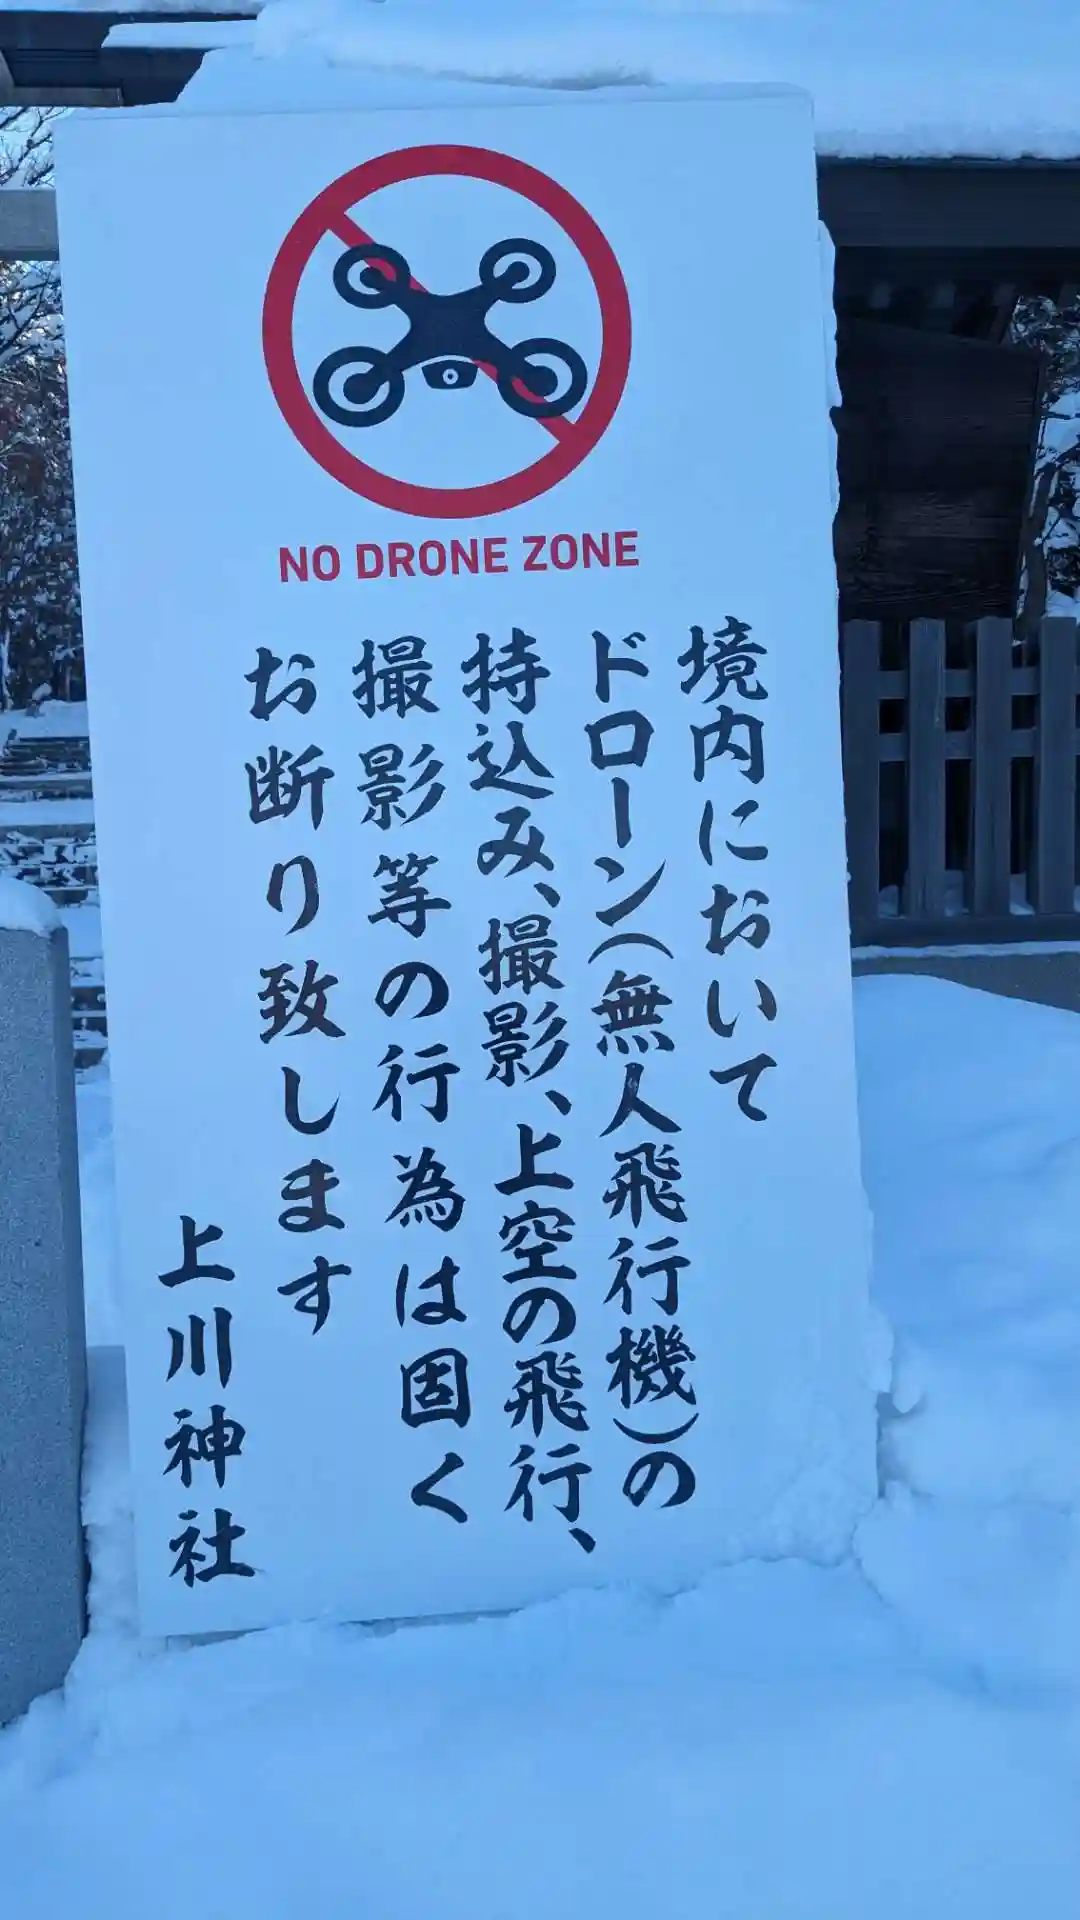 NO DRONE ZONE
境内において
ドローン(無人飛行機)の
持込み、撮影、上空の飛行、
撮影等の行為は固く
お断り致します
上川神社